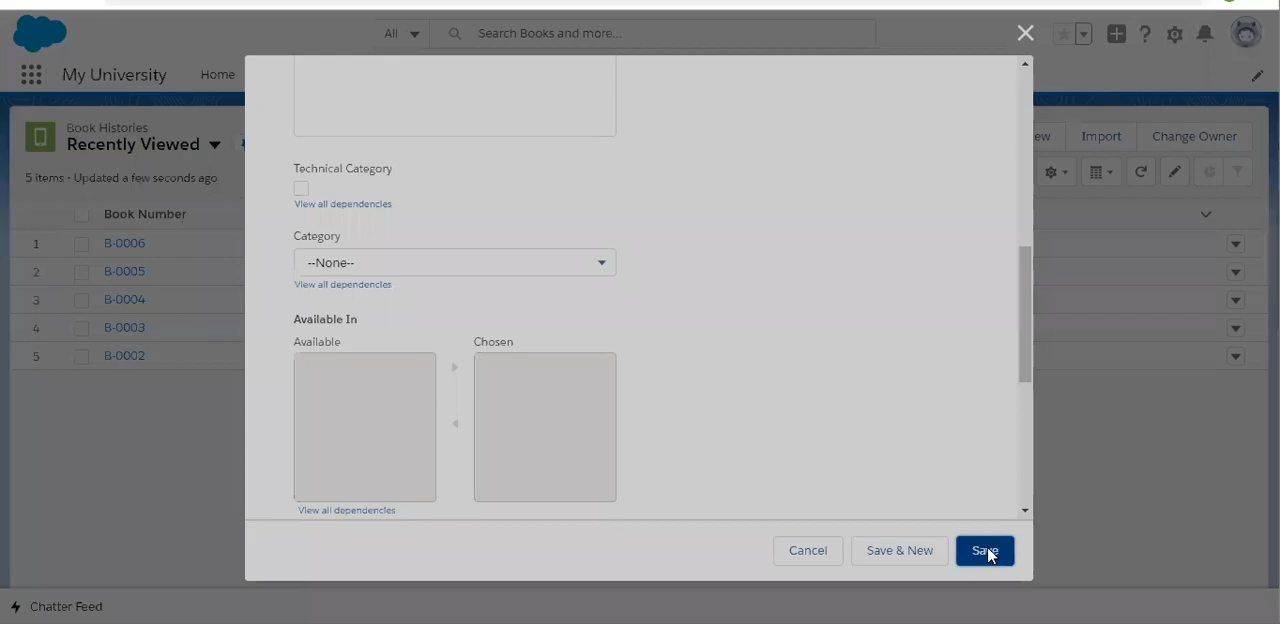 All
Search Books and more...
My University
Home
Book Histories
Recently Viewed
5 items • Updated a few seconds ago
Import
Change Owner
Book Number
1 B-0006
2 B-0005
3 B-0004
4 B-0003
5 B-0002
Technical Category
View all dependencies
Category
--None--
View all dependencies
Available In
Available
Chosen
View all dependencies
Cancel
Save & New
Save
Chatter Feed